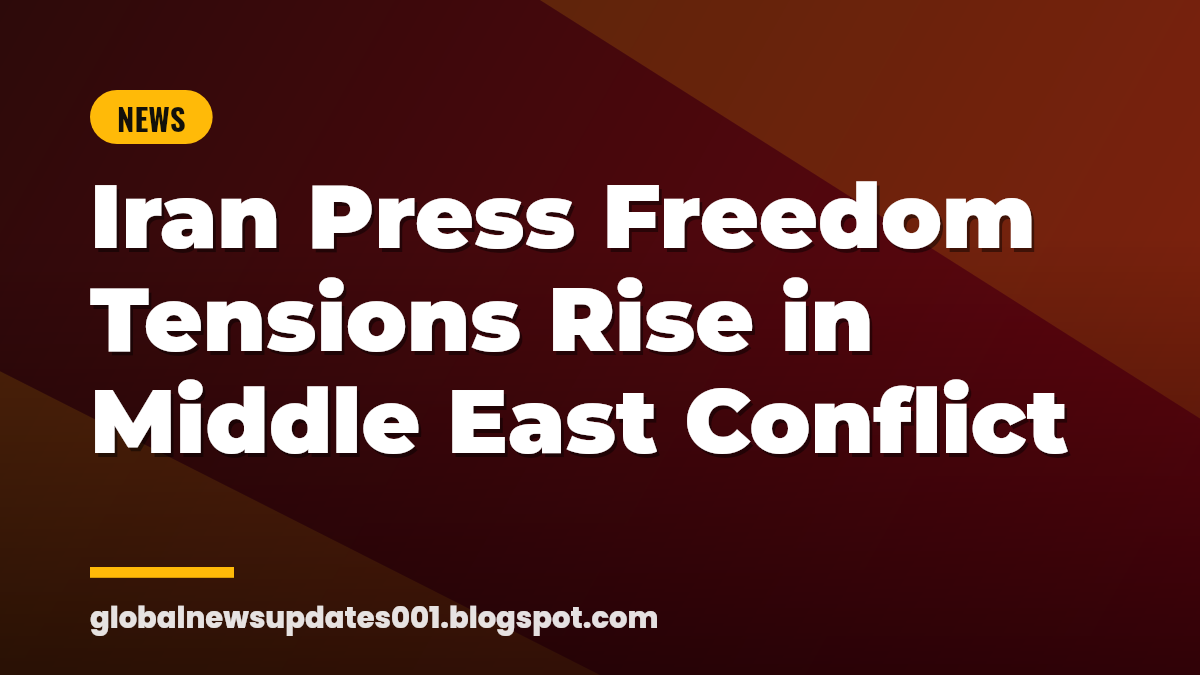 NEWS
Iran Press Freedom
Tensions Rise in
Middle East Conflict
globalnewsupdates001.blogspot.com